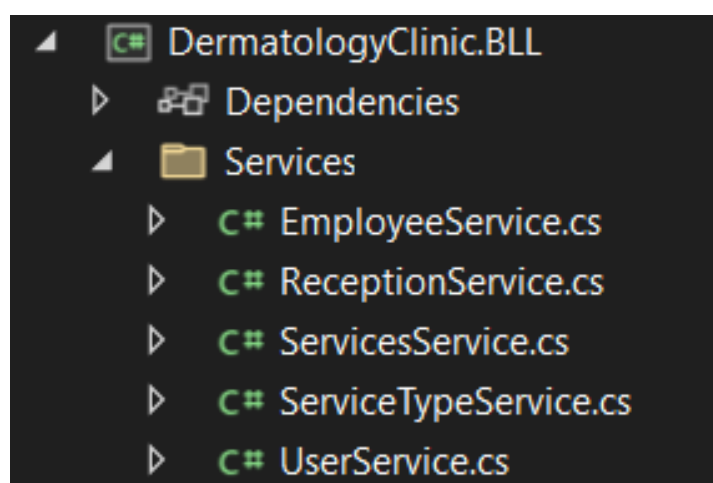 C# DermatologyClinic.BLL
Dependencies
Services
C# EmployeeService.cs
C# ReceptionService.cs
C# ServicesService.cs
C# ServiceTypeService.cs
C# UserService.cs